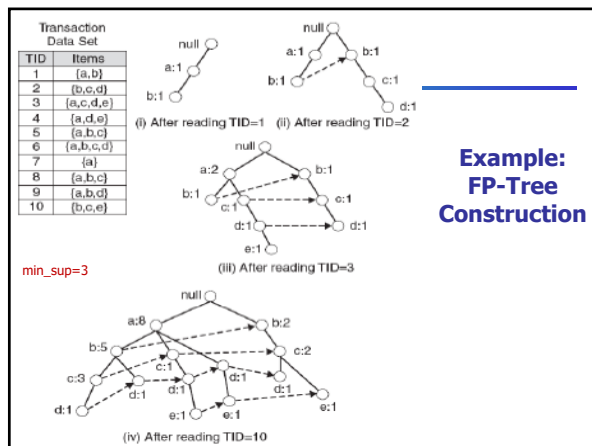 Transaction
Data Set
TID Items
1 {a,b}
2 {b,c,d}
3 {a,c,d,e}
4 {a,d,e}
5 {a,b,c}
6 {a,b,c,d}
7 {a}
8 {a,b,c}
9 {a,b,d}
10 {b,c,e}
null
a:1
b:1
(i) After reading TID=1
null
a:1
b:1
b:1
c:1
d:1
(ii) After reading TID=2
Example:
FP-Tree
Construction
null
a:2
b:1
b:1
c:1
c:1
d:1
d:1
e:1
(iii) After reading TID=3
min_sup=3
null
a:8
b:2
b:5
c:1
c:2
c:3
d:1
d:1
d:1
d:1
d:1
e:1
e:1
e:1
(iv) After reading TID=10